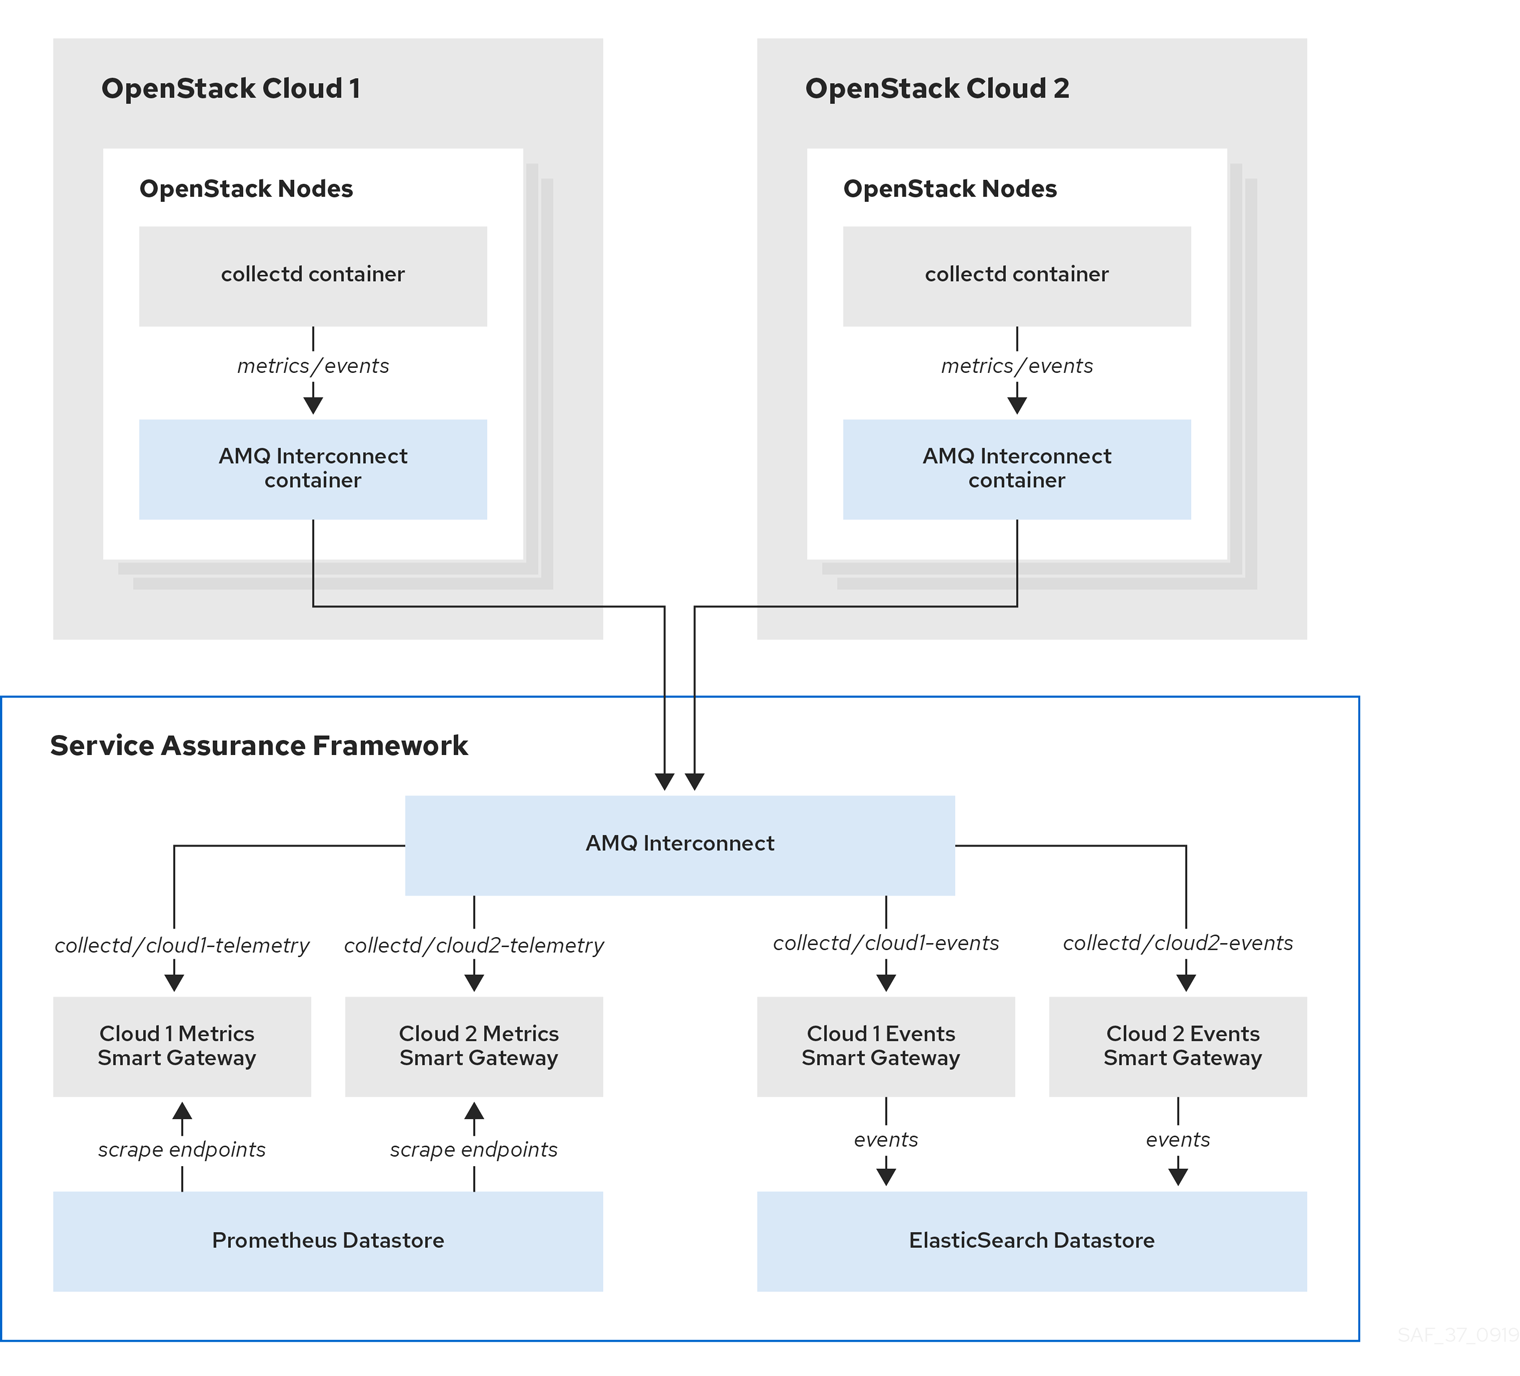 OpenStack Cloud 1
OpenStack Nodes
collectd container
metrics/events
AMQ Interconnect
container
OpenStack Cloud 2
OpenStack Nodes
collectd container
metrics/events
AMQ Interconnect
container
Service Assurance Framework
AMQ Interconnect
collectd/cloud1-telemetry
collectd/cloud2-telemetry
collectd/cloud1-events
collectd/cloud2-events
Cloud 1 Metrics
Smart Gateway
Cloud 2 Metrics
Smart Gateway
Cloud 1 Events
Smart Gateway
Cloud 2 Events
Smart Gateway
scrape endpoints
scrape endpoints
events
events
Prometheus Datastore
ElasticSearch Datastore
SAF_37_0919